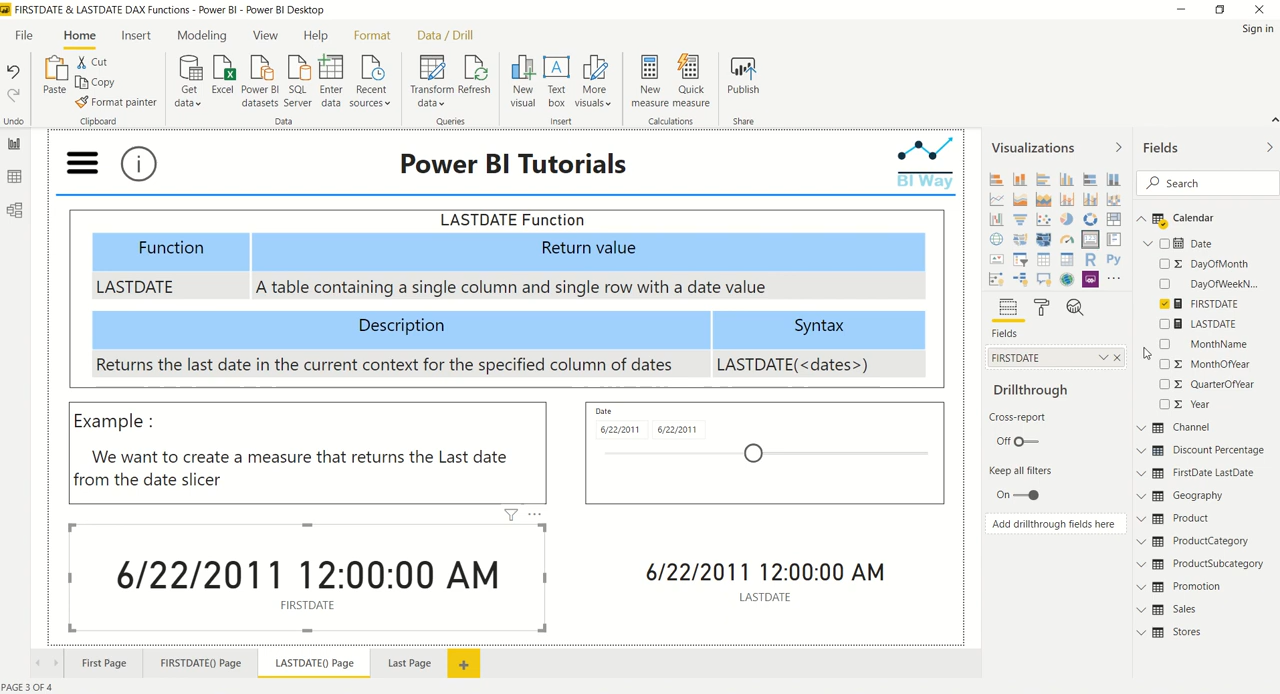 FIRSTDATE & LASTDATE DAX Functions - Power BI - Power BI Desktop
Sign in
File Home Insert Modeling View Help Format Data / Drill
Paste
Cut
Copy
Format painter
Get data
Excel
Power BI datasets
SQL Server
Enter data
Recent sources
Transform data
Refresh
New visual
Text box
More visuals
New measure
Quick measure
Publish
Undo Clipboard Data Queries Insert Calculations Share
Power BI Tutorials
BI Way
LASTDATE Function
Function Return value
LASTDATE A table containing a single column and single row with a date value
Description Syntax
Returns the last date in the current context for the specified column of dates LASTDATE(<dates>)
Example :
We want to create a measure that returns the Last date
from the date slicer
Date
6/22/2011 6/22/2011
6/22/2011 12:00:00 AM
FIRSTDATE
6/22/2011 12:00:00 AM
LASTDATE
Visualizations
R Py
Fields
FIRSTDATE
Drillthrough
Cross-report
Off
Keep all filters
On
Add drillthrough fields here
Fields
Search
Calendar
Date
DayOfMonth
DayOfWeekN...
FIRSTDATE
LASTDATE
MonthName
MonthOfYear
QuarterOfYear
Year
Channel
Discount Percentage
FirstDate LastDate
Geography
Product
ProductCategory
ProductSubcategory
Promotion
Sales
Stores
First Page FIRSTDATE() Page LASTDATE() Page Last Page
PAGE 3 OF 4